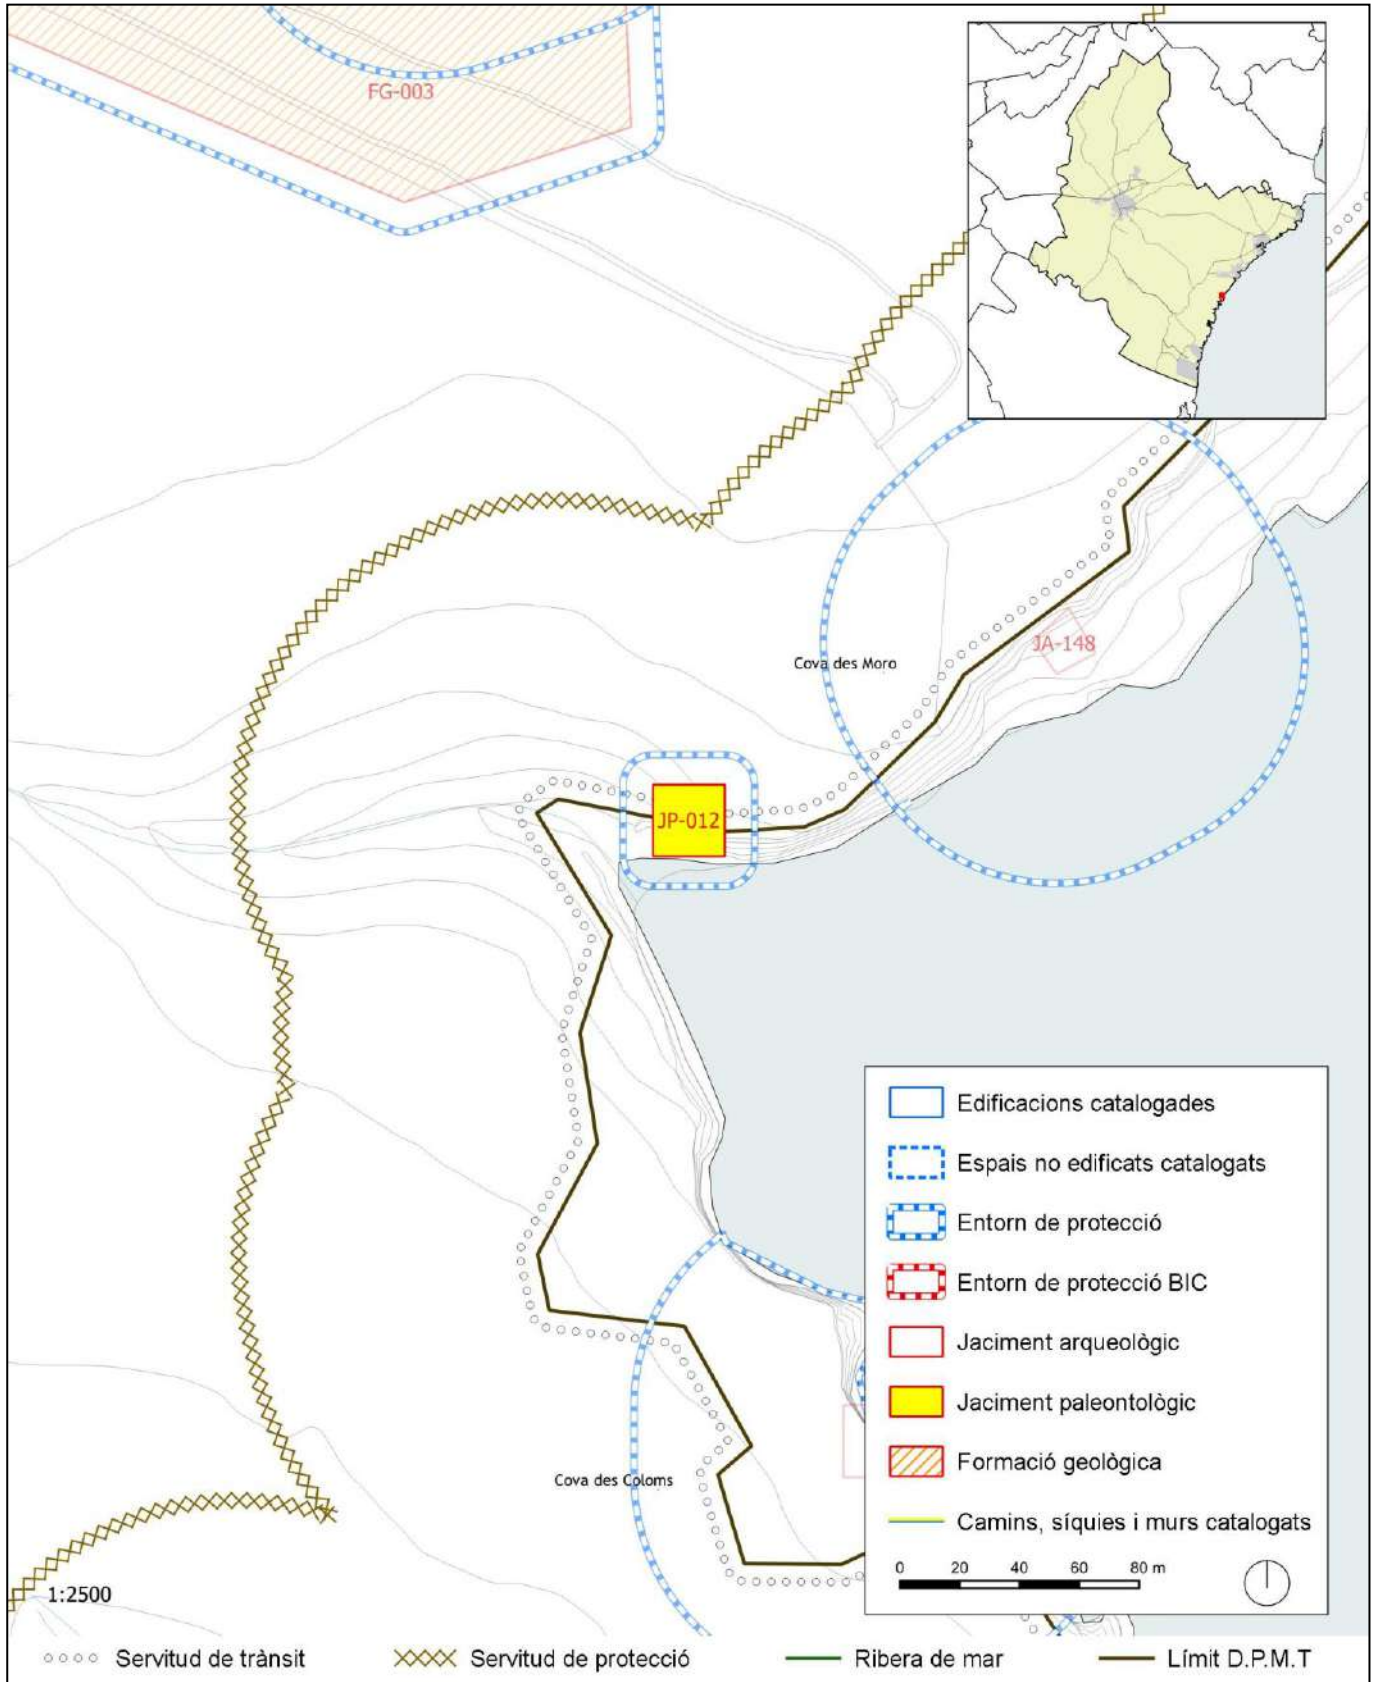 FG-003
JA-148
Cova des Moro
JP-012
Edificacions catalogades
Espais no edificats catalogats
Entorn de protecció
Entorn de protecció BIC
Jaciment arqueològic
Jaciment paleontològic
Cova des Coloms
Formació geològica
Camins, síquies i murs catalogats
0 20 40 60 80 m
1:2500
Servitud de trànsit
Servitud de protecció
Ribera de mar
Límit D.P.M.T